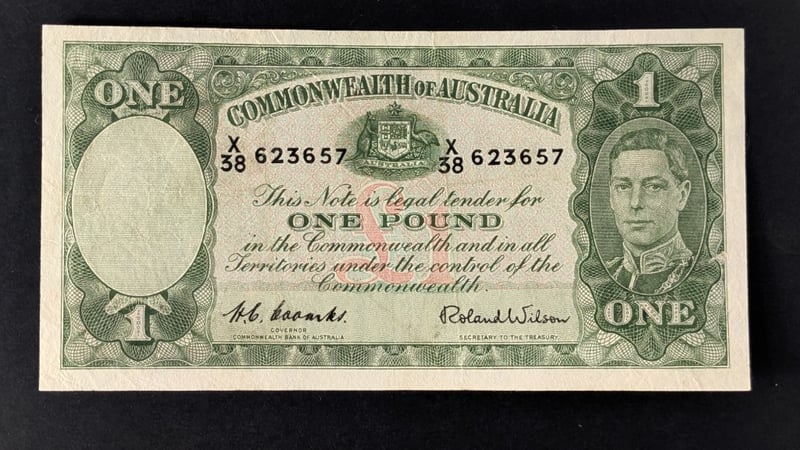 ONE
1
COMMONWEALTH OF AUSTRALIA
X
38 623657
X
38 623657
AUSTRALIA
This Note is legal tender for
ONE POUND
in the Commonwealth and in all
Territories under the control of the
Commonwealth.
£1
H.C. Coombs.
GOVERNOR
COMMONWEALTH BANK OF AUSTRALIA
Roland Wilson
SECRETARY TO THE TREASURY.
1
ONE